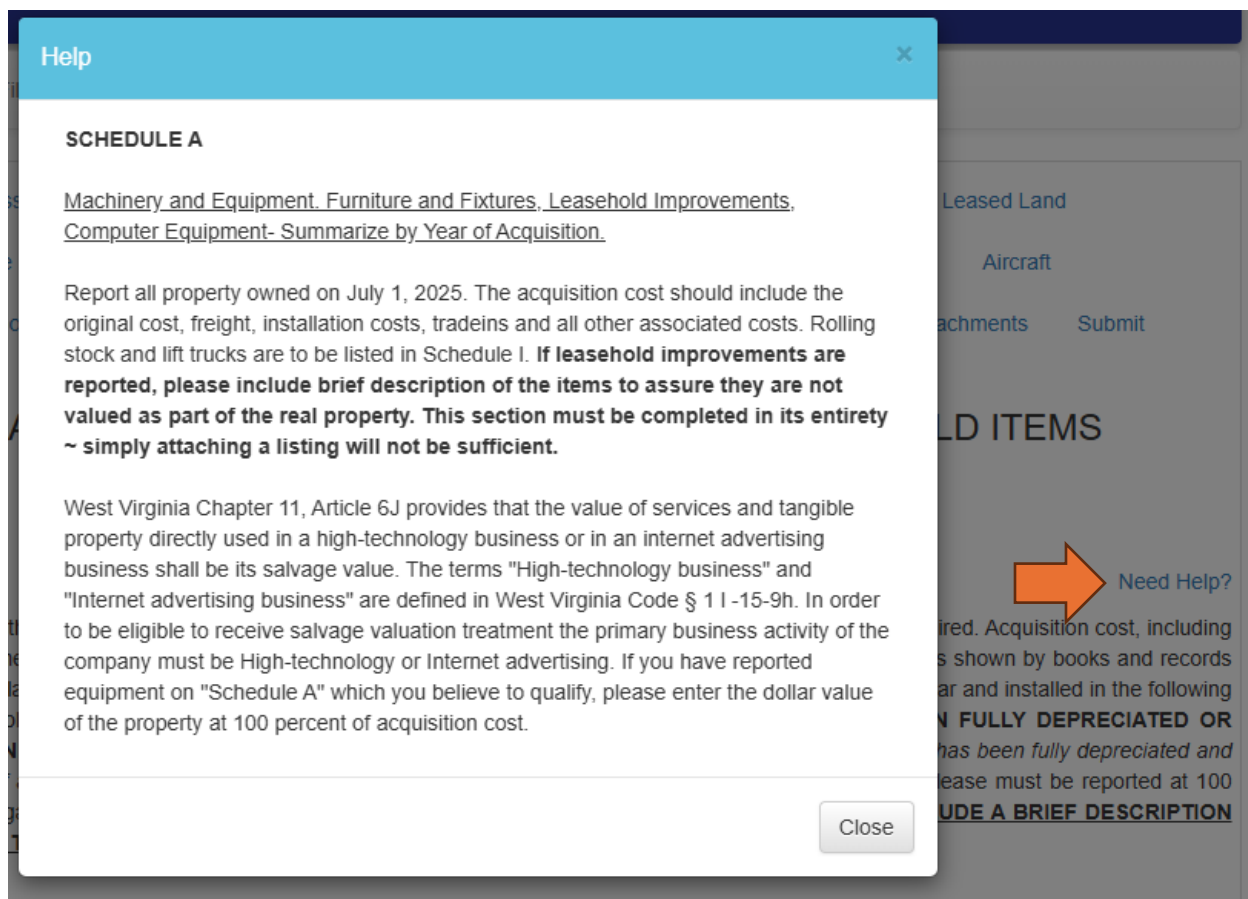 Help ×
SCHEDULE A
Machinery and Equipment. Furniture and Fixtures, Leasehold Improvements,
Computer Equipment- Summarize by Year of Acquisition.
Report all property owned on July 1, 2025. The acquisition cost should include the
original cost, freight, installation costs, tradeins and all other associated costs. Rolling
stock and lift trucks are to be listed in Schedule I. If leasehold improvements are
reported, please include brief description of the items to assure they are not
valued as part of the real property. This section must be completed in its entirety
~ simply attaching a listing will not be sufficient.
West Virginia Chapter 11, Article 6J provides that the value of services and tangible
property directly used in a high-technology business or in an internet advertising
business shall be its salvage value. The terms "High-technology business" and
"Internet advertising business" are defined in West Virginia Code § 1 I -15-9h. In order
to be eligible to receive salvage valuation treatment the primary business activity of the
company must be High-technology or Internet advertising. If you have reported
equipment on "Schedule A" which you believe to qualify, please enter the dollar value
of the property at 100 percent of acquisition cost.
Close
Leased Land
Aircraft
achments Submit
LD ITEMS
Need Help?
ired. Acquisition cost, including
s shown by books and records
ar and installed in the following
N FULLY DEPRECIATED OR
has been fully depreciated and
lease must be reported at 100
UDE A BRIEF DESCRIPTION